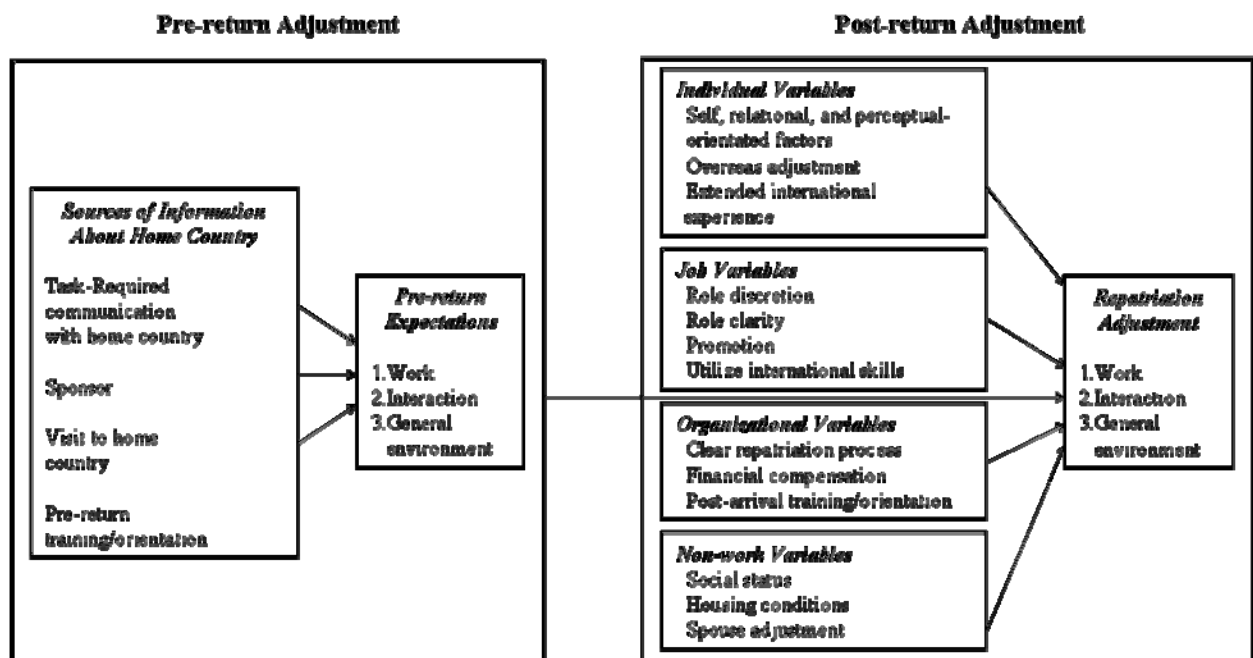 Pre-return Adjustment
Post-return Adjustment
Sources of Information
About Home Country
Task-Required
communication
with home country
Sponsor
Visit to home
country
Pre-return
training/orientation
Pre-return
Expectations
1.Work
2.Interaction
3.General
environment
Individual Variables
Self, relational, and perceptual-
orientated factors
Overseas adjustment
Extended international
experience
Job Variables
Role discretion
Role clarity
Promotion
Utilize international skills
Organizational Variables
Clear repatriation process
Financial compensation
Post-arrival training/orientation
Non-work Variables
Social status
Housing conditions
Spouse adjustment
Repatriation
Adjustment
1.Work
2.Interaction
3.General
environment